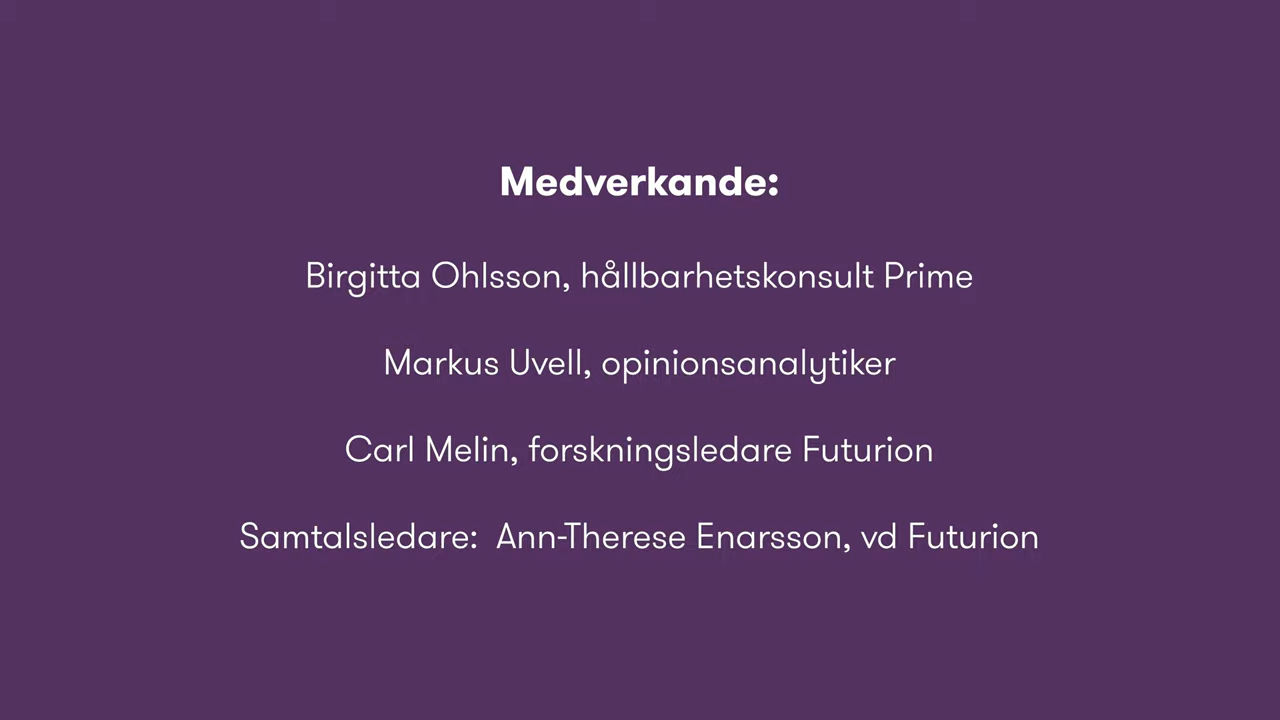 Medverkande:
Birgitta Ohlsson, hållbarhetskonsult Prime
Markus Uvell, opinionsanalytiker
Carl Melin, forskningsledare Futurion
Samtalsledare:  Ann-Therese Enarsson, vd Futurion